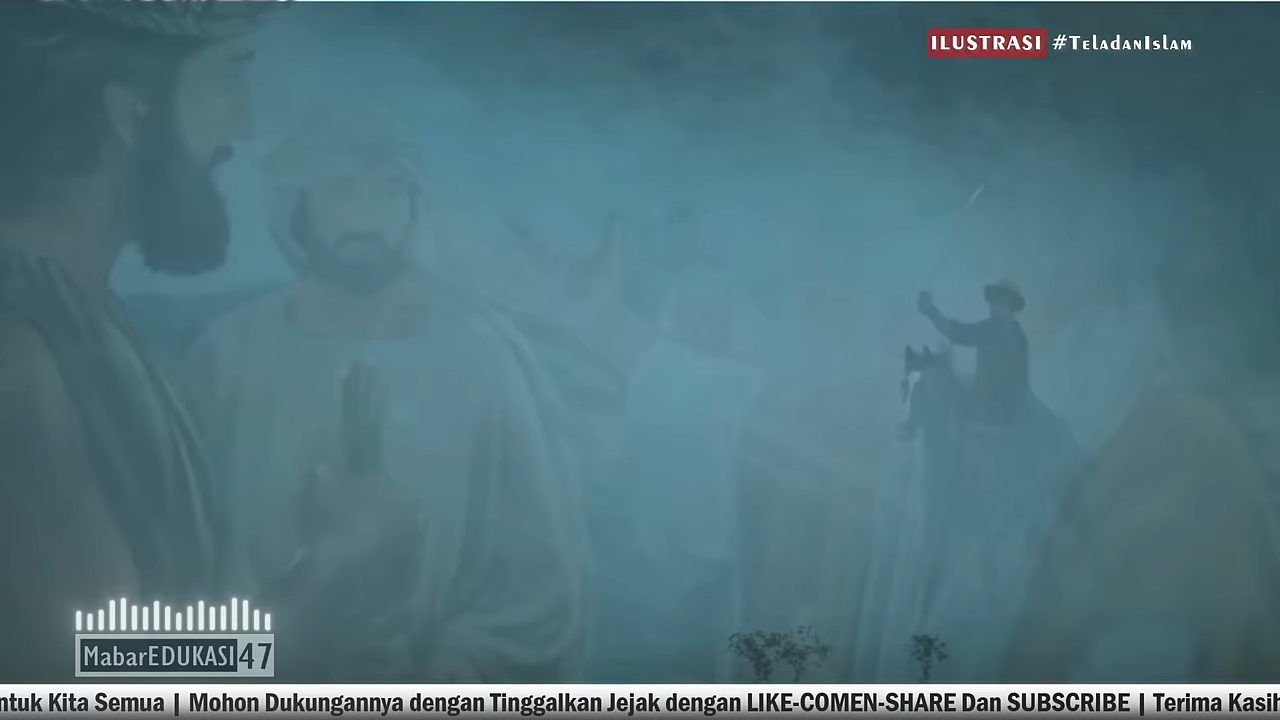 ILUSTRASI #TeladanIslam
MabarEDUKASI47
ntuk Kita Semua | Mohon Dukungannya dengan Tinggalkan Jejak dengan LIKE-COMEN-SHARE Dan SUBSCRIBE | Terima Kasih